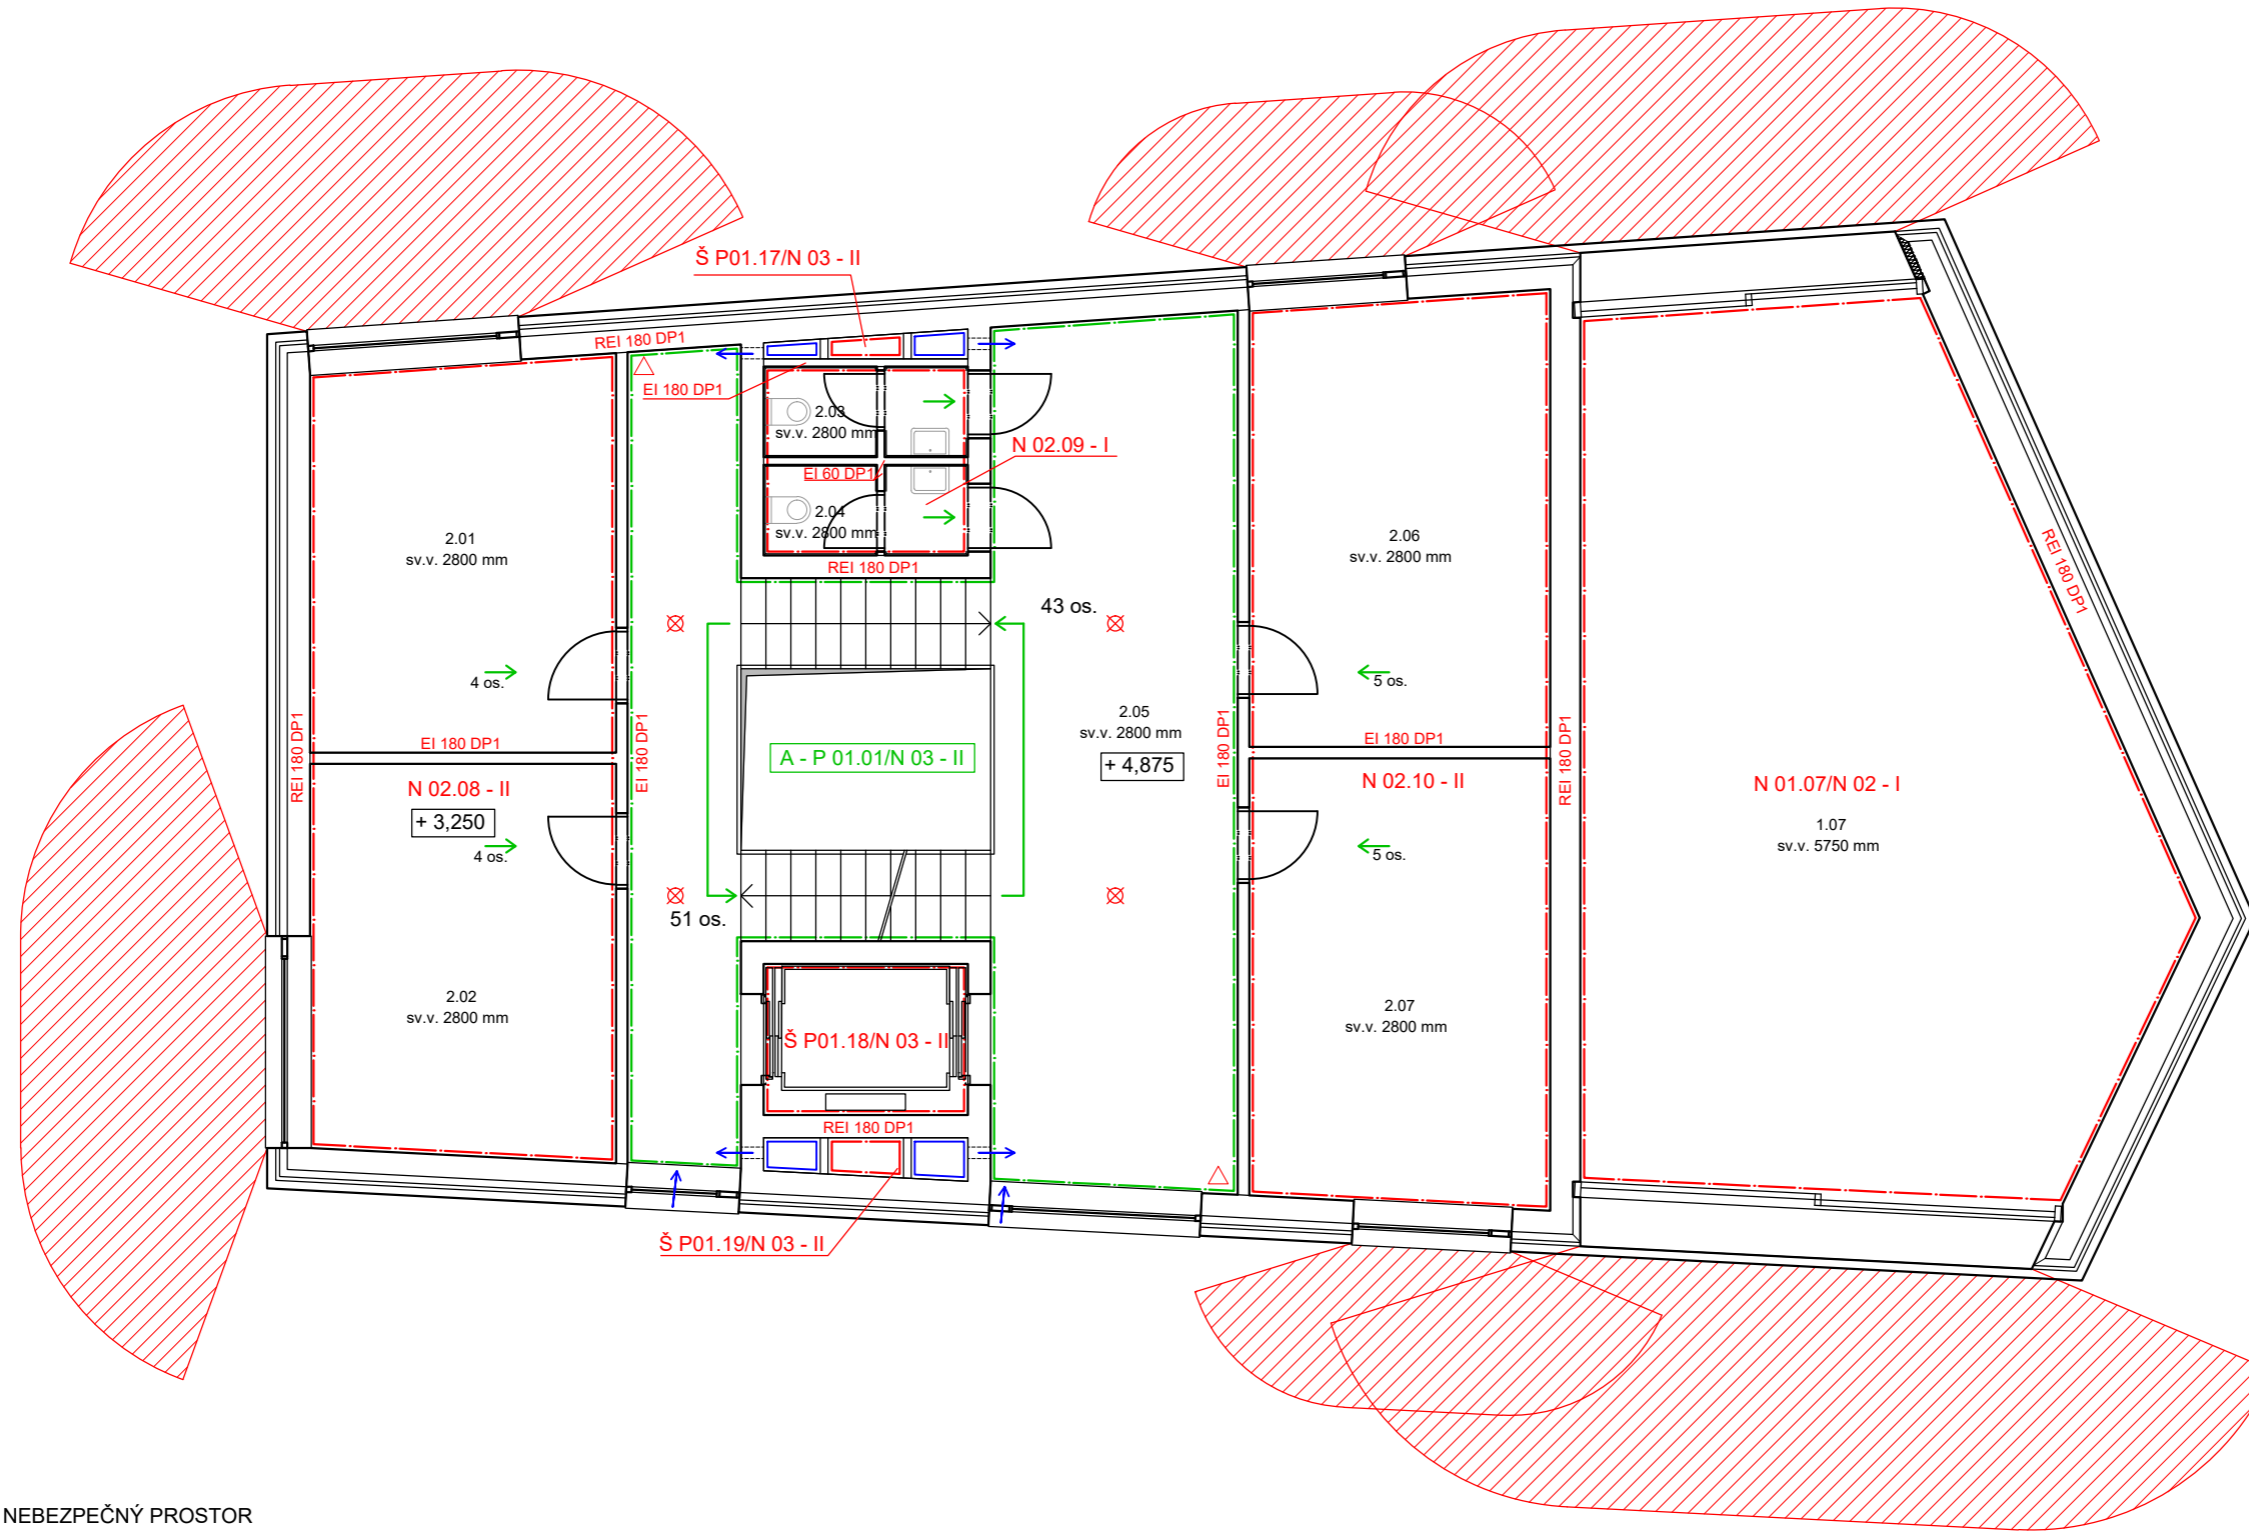 Š P01.17/N 03 - II
REI 180 DP1
EI 180 DP1
2.03
sv.v. 2800 mm
N 02.09 - I
EI 60 DP1
2.04
sv.v. 2800 mm
REI 180 DP1
2.01
sv.v. 2800 mm
2.06
sv.v. 2800 mm
REI 180 DP1
43 os.
4 os.
5 os.
2.05
sv.v. 2800 mm
+ 4,875
REI 180 DP1
EI 180 DP1
EI 180 DP1
A - P 01.01/N 03 - II
EI 180 DP1
EI 180 DP1
REI 180 DP1
N 02.08 - II
+ 3,250
N 02.10 - II
N 01.07/N 02 - I
1.07
sv.v. 5750 mm
4 os.
5 os.
51 os.
2.02
sv.v. 2800 mm
2.07
sv.v. 2800 mm
Š P01.18/N 03 - II
REI 180 DP1
Š P01.19/N 03 - II
NEBEZPEČNÝ PROSTOR